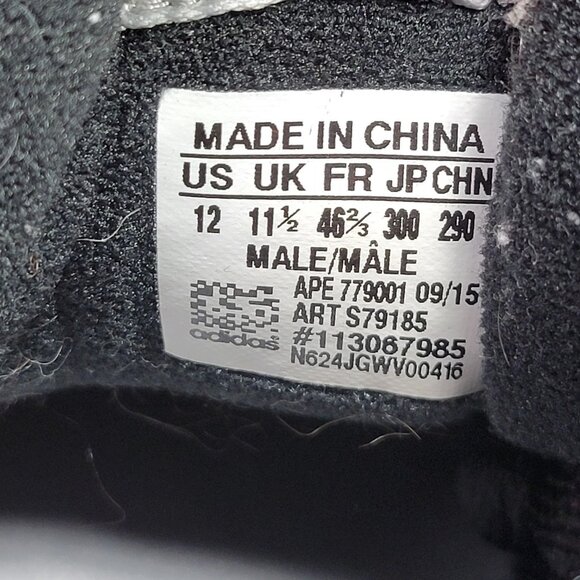 MADE IN CHINA
US UK FR JP CHN
12 11½ 46⅔ 300 290
MALE/MÂLE
APE 779001 09/15
ART S79185
#113067985
N624JGWV00416
adidas